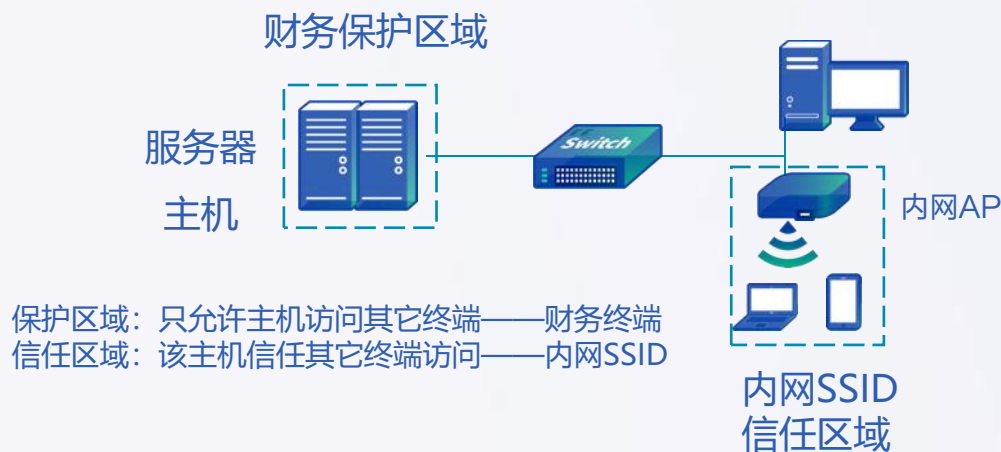 财务保护区域
服务器
主机
Switch
内网AP
保护区域：只允许主机访问其它终端——财务终端
信任区域：该主机信任其它终端访问——内网SSID
内网SSID
信任区域